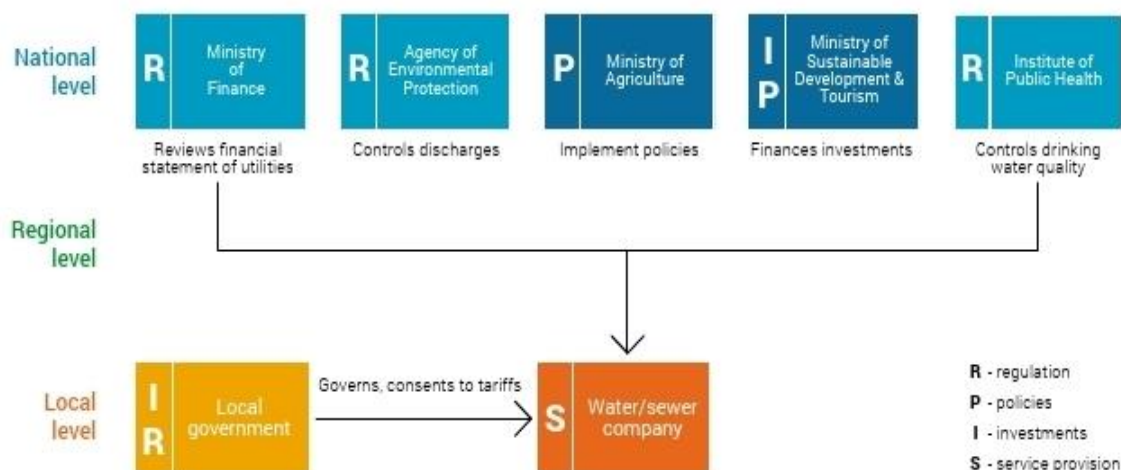 National
level
R
Ministry
of
Finance
R
Agency of
Environmental
Protection
P
Ministry of
Agriculture
I
P
Ministry of
Sustainable
Development &
Tourism
R
Institute of
Public Health
Reviews financial
statement of utilities
Controls discharges
Implement policies
Finances investments
Controls drinking
water quality
Regional
level
Local
level
I
R
Local
government
Governs, consents to tariffs
S
Water/sewer
company
R - regulation
P - policies
I - investments
S - service provision